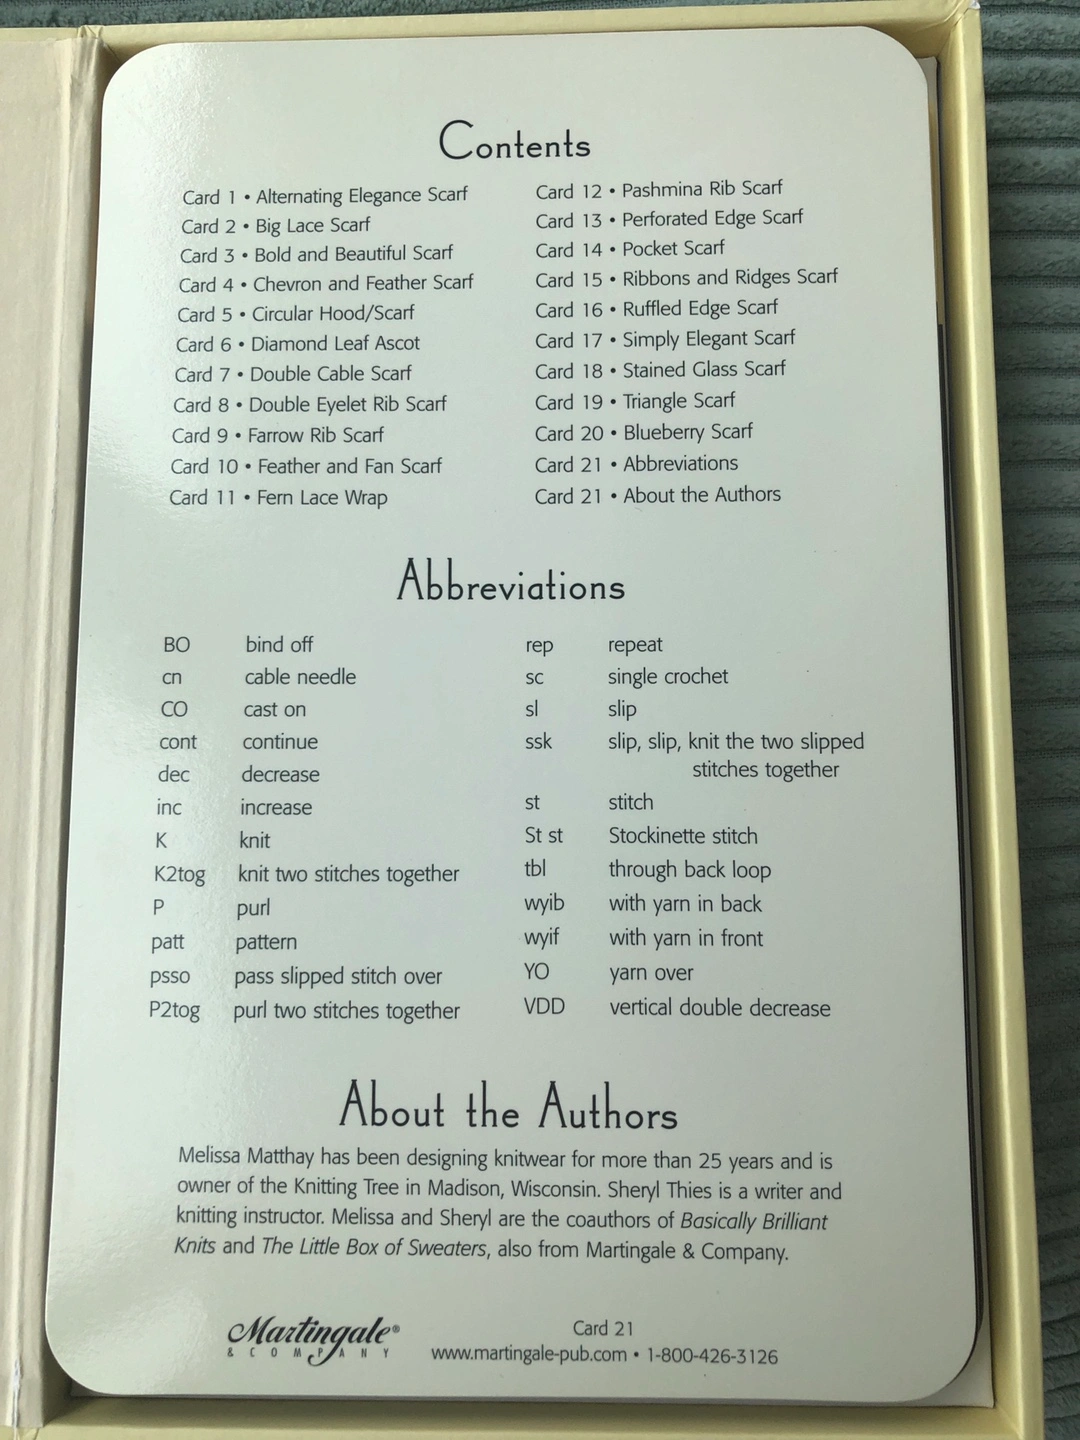 Contents
Card 1 • Alternating Elegance Scarf
Card 2 • Big Lace Scarf
Card 3 • Bold and Beautiful Scarf
Card 4 • Chevron and Feather Scarf
Card 5 • Circular Hood/Scarf
Card 6 • Diamond Leaf Ascot
Card 7 • Double Cable Scarf
Card 8 • Double Eyelet Rib Scarf
Card 9 • Farrow Rib Scarf
Card 10 • Feather and Fan Scarf
Card 11 • Fern Lace Wrap
Card 12 • Pashmina Rib Scarf
Card 13 • Perforated Edge Scarf
Card 14 • Pocket Scarf
Card 15 • Ribbons and Ridges Scarf
Card 16 • Ruffled Edge Scarf
Card 17 • Simply Elegant Scarf
Card 18 • Stained Glass Scarf
Card 19 • Triangle Scarf
Card 20 • Blueberry Scarf
Card 21 • Abbreviations
Card 21 • About the Authors
Abbreviations
BO bind off
cn cable needle
CO cast on
cont continue
dec decrease
inc increase
K knit
K2tog knit two stitches together
P purl
patt pattern
psso pass slipped stitch over
P2tog purl two stitches together
rep repeat
sc single crochet
sl slip
ssk slip, slip, knit the two slipped
stitches together
st stitch
St st Stockinette stitch
tbl through back loop
wyib with yarn in back
wyif with yarn in front
YO yarn over
VDD vertical double decrease
About the Authors
Melissa Matthay has been designing knitwear for more than 25 years and is
owner of the Knitting Tree in Madison, Wisconsin. Sheryl Thies is a writer and
knitting instructor. Melissa and Sheryl are the coauthors of Basically Brilliant
Knits and The Little Box of Sweaters, also from Martingale & Company.
Martingale®
& COMPANY
Card 21
www.martingale-pub.com • 1-800-426-3126